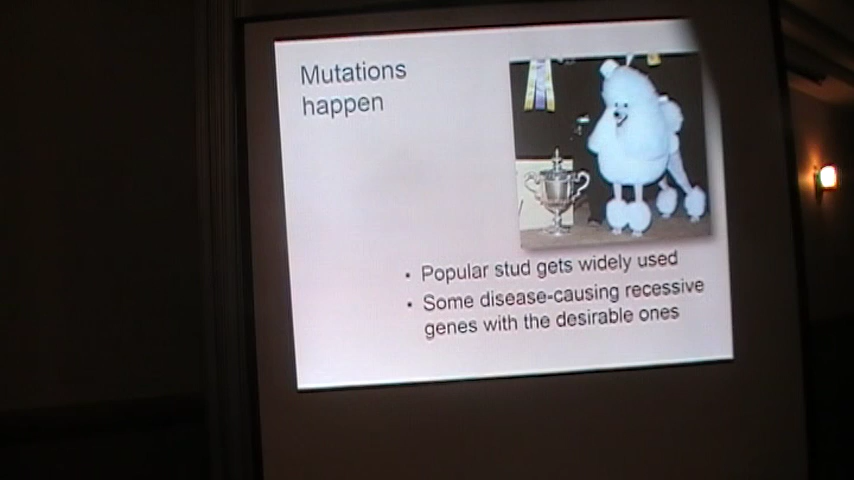 Mutations
happen
• Popular stud gets widely used
• Some disease-causing recessive
genes with the desirable ones